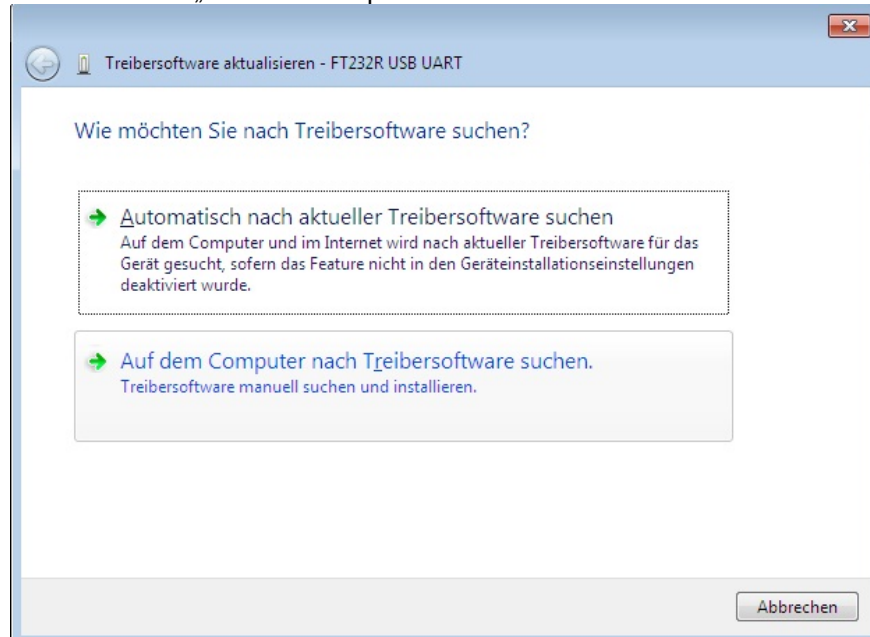 Treibersoftware aktualisieren - FT232R USB UART
Wie möchten Sie nach Treibersoftware suchen?
Automatisch nach aktueller Treibersoftware suchen
Auf dem Computer und im Internet wird nach aktueller Treibersoftware für das
Gerät gesucht, sofern das Feature nicht in den Geräteinstallationseinstellungen
deaktiviert wurde.
Auf dem Computer nach Treibersoftware suchen.
Treibersoftware manuell suchen und installieren.
Abbrechen